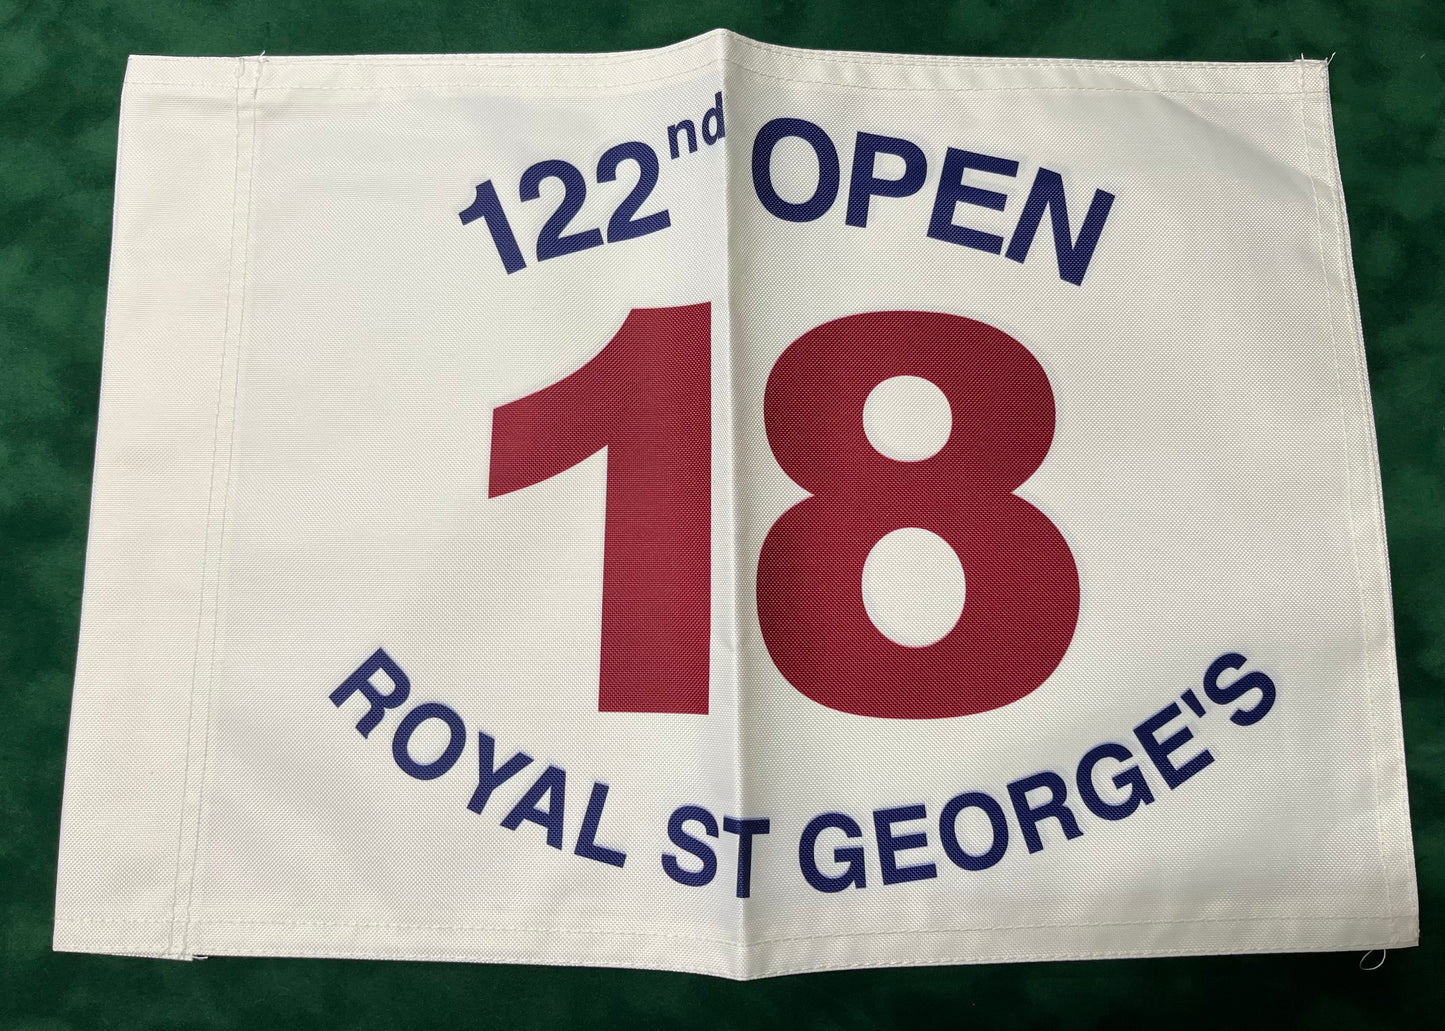 122nd OPEN
18
ROYAL ST GEORGE'S